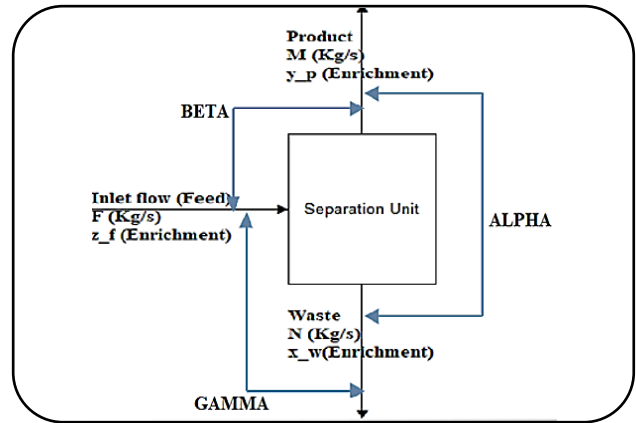 Product
M (Kg/s)
y_p (Enrichment)
BETA
Inlet flow (Feed)
F (Kg/s)
z_f (Enrichment)
Separation Unit
ALPHA
Waste
N (Kg/s)
x_w(Enrichment)
GAMMA